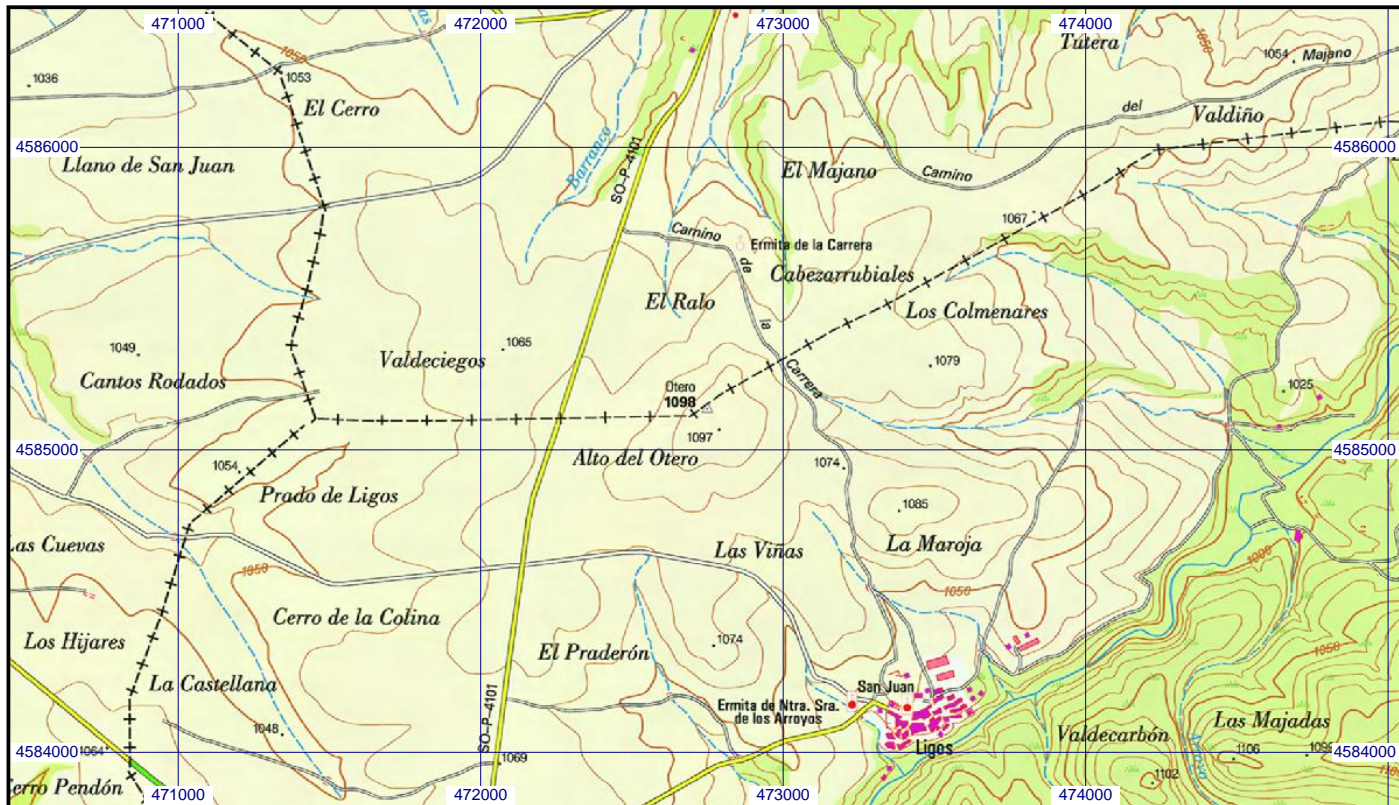 471000
472000
473000
474000
1050
1050
Tutera
1054
Majano
1053
1036
El Cerro
del
Valdiño
SO-P-4101
4586000
4586000
Llano de San Juan
Barranco
El Majano
Camino
1067
Camino
Ermita de la Carrera
de
Cabezarrubiales
El Ralo
la
Los Colmenares
1049
Valdeciegos
1065
1079
Cantos Rodados
Otero
1098
Carrera
1025
1097
4585000
4585000
1054
Alto del Otero
1074
Prado de Ligos
1085
Las Cuevas
Las Viñas
La Maroja
1000
1050
1050
Cerro de la Colina
Los Hijares
El Praderón
1074
1050
La Castellana
San Juan
SO-P-4101
Ermita de Ntra. Sra.
de los Arroyos
Las Majadas
1048
Valdecarbón
4584000
1064
Ligos
Arroyo
1106
4584000
1069
1102
erro Pendón
471000
472000
473000
474000